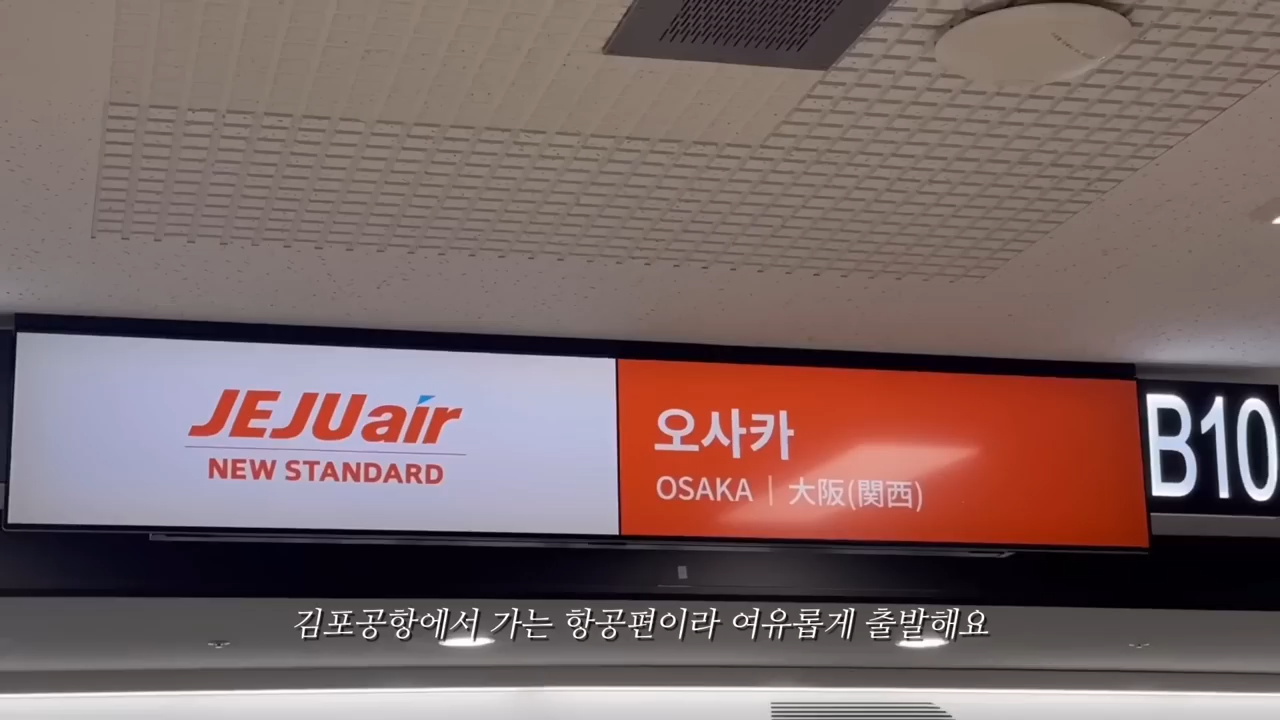 JEJUair
NEW STANDARD
오사카
OSAKA | 大阪(関西)
B10
김포공항에서 가는 항공편이라 여유롭게 출발해요